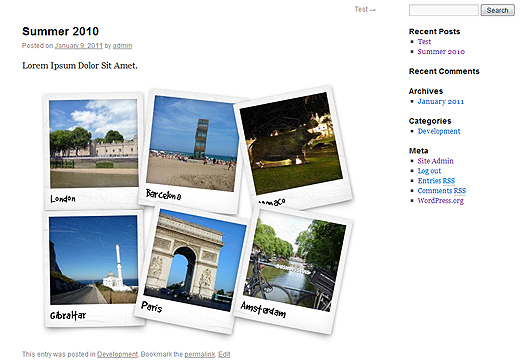 Test →
Summer 2010
Posted on January 9, 2011 by admin
Lorem Ipsum Dolor Sit Amet.
London
Barcelona
Gibraltar
Paris
Amsterdam
This entry was posted in Development. Bookmark the permalink. Edit
Search
Recent Posts
Test
Summer 2010
Recent Comments
Archives
January 2011
Categories
Development
Meta
Site Admin
Log out
Entries RSS
Comments RSS
WordPress.org